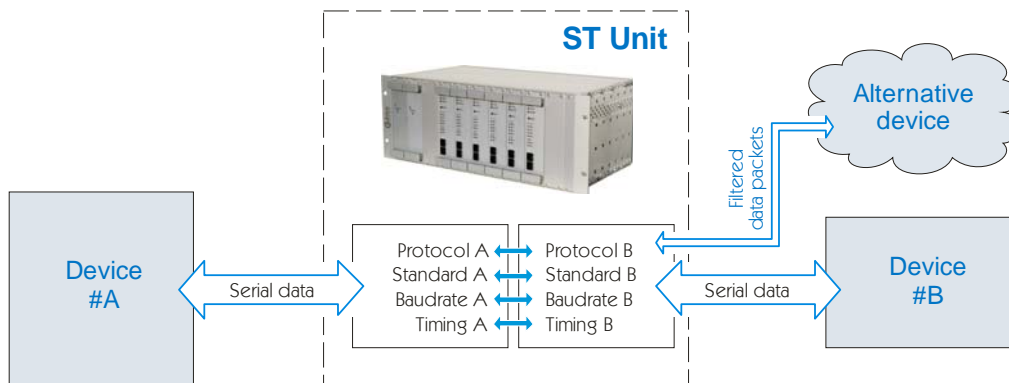 ST Unit
Alternative
device
Filtered
data packets
Device
#A
Serial data
Protocol A
Standard A
Baudrate A
Timing A
Protocol B
Standard B
Baudrate B
Timing B
Serial data
Device
#B